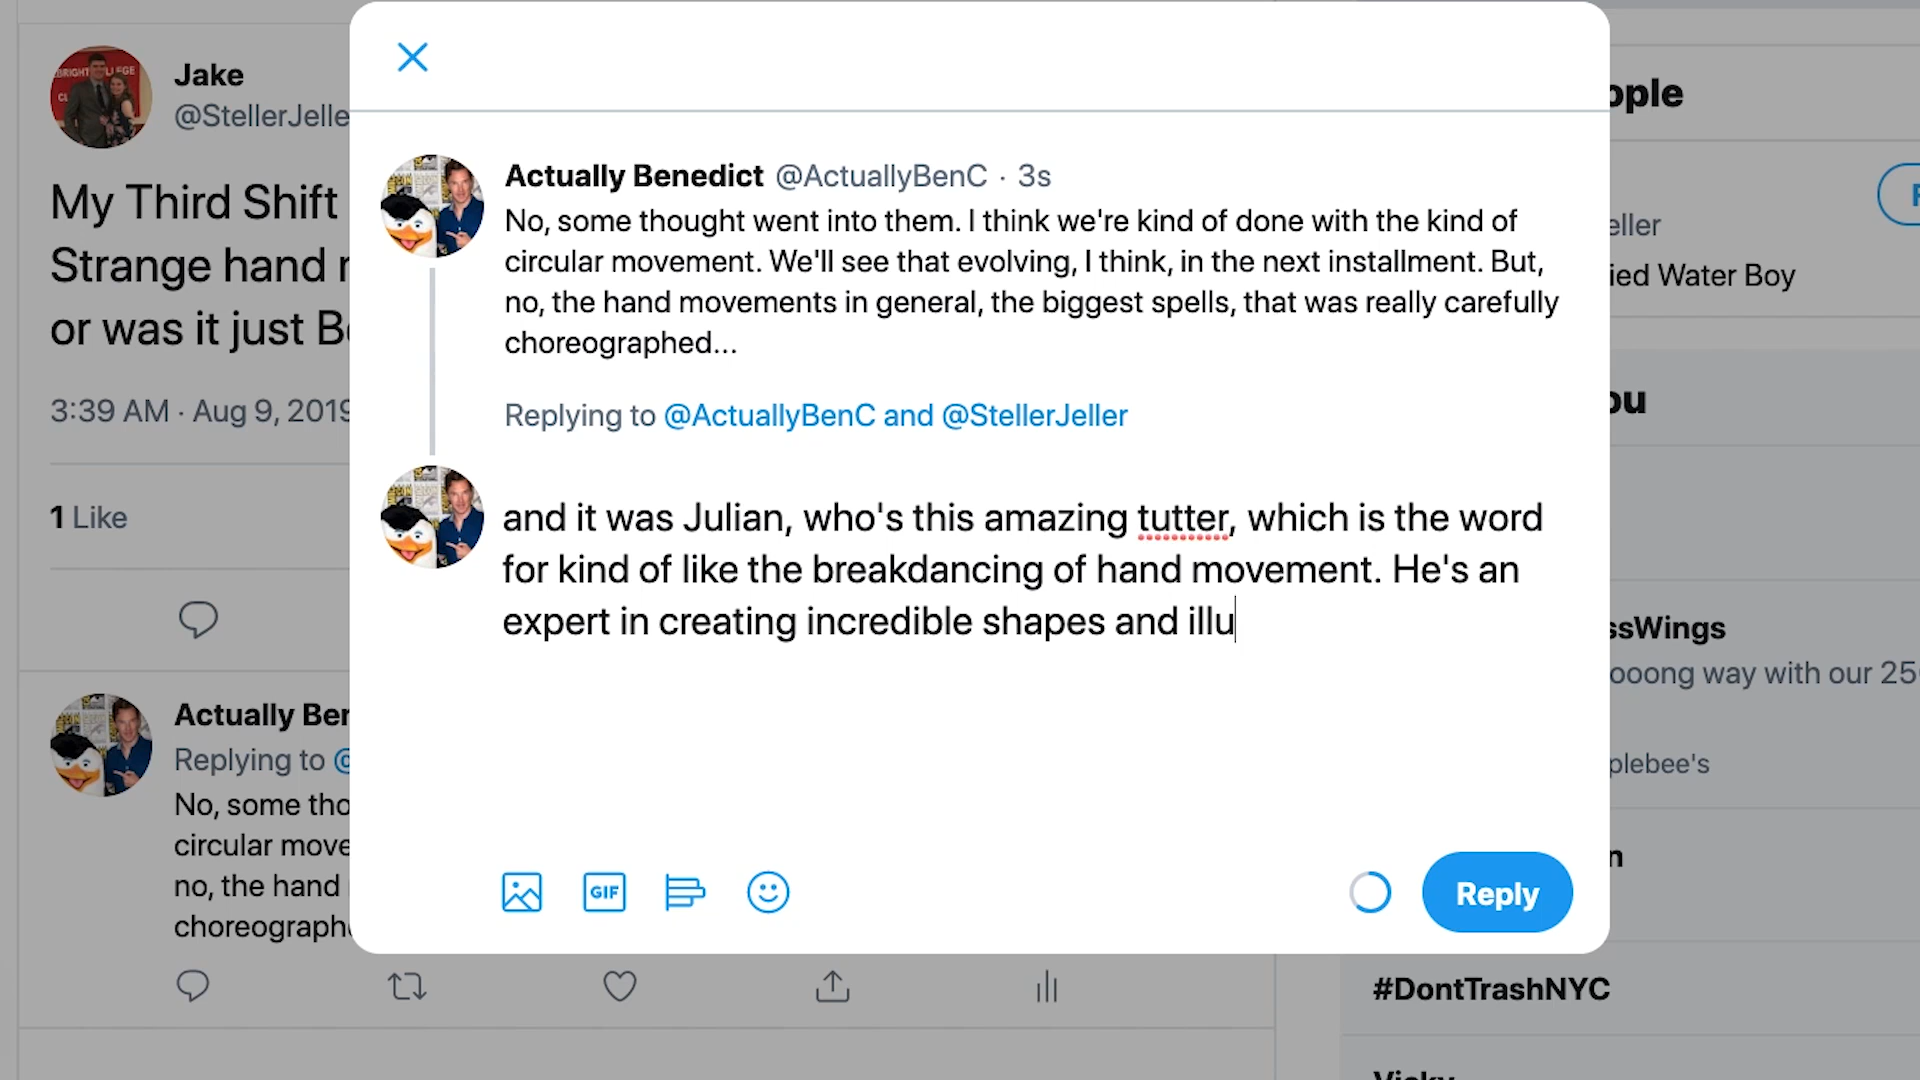 Jake
@StellerJelle
My Third Shift
Strange hand
or was it just B
3:39 AM · Aug 9, 2019
1 Like
Actually Ber
Replying to @
No, some tho
circular move
no, the hand
choreograph
Actually Benedict @ActuallyBenC · 3s
No, some thought went into them. I think we're kind of done with the kind of
circular movement. We'll see that evolving, I think, in the next installment. But,
no, the hand movements in general, the biggest spells, that was really carefully
choreographed...
Replying to @ActuallyBenC and @StellerJeller
and it was Julian, who's this amazing tutter, which is the word
for kind of like the breakdancing of hand movement. He's an
expert in creating incredible shapes and illu
GIF
Reply
ople
eller
ied Water Boy
ou
ssWings
ooong way with our 25
plebee's
n
#DontTrashNYC
Vicky